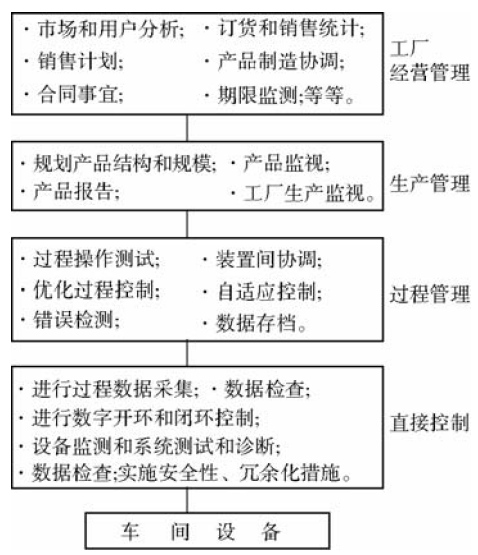 · 市场和用户分析; · 订货和销售统计;
· 销售计划; · 产品制造协调;
· 合同事宜; · 期限监测;等等。
工厂
经营管理
· 规划产品结构和规模; · 产品监视;
· 产品报告; · 工厂生产监视。
生产管理
· 过程操作测试; · 装置间协调;
· 优化过程控制; · 自适应控制;
· 错误检测; · 数据存档。
过程管理
· 进行过程数据采集; · 数据检查;
· 进行数字开环和闭环控制;
· 设备监测和系统测试和诊断;
· 数据检查;实施安全性、冗余化措施。
直接控制
车间设备